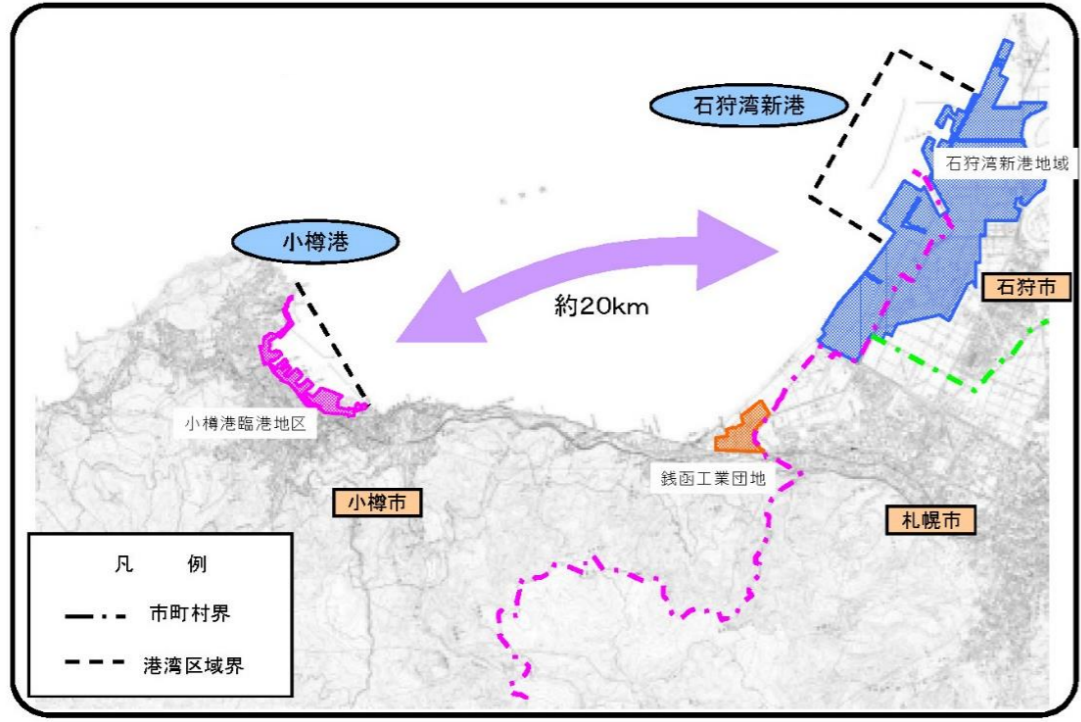 石狩湾新港
石狩湾新港地域
小樽港
約20km
石狩市
小樽港臨港地区
銭函工業団地
小樽市
札幌市
凡　例
市町村界
港湾区域界